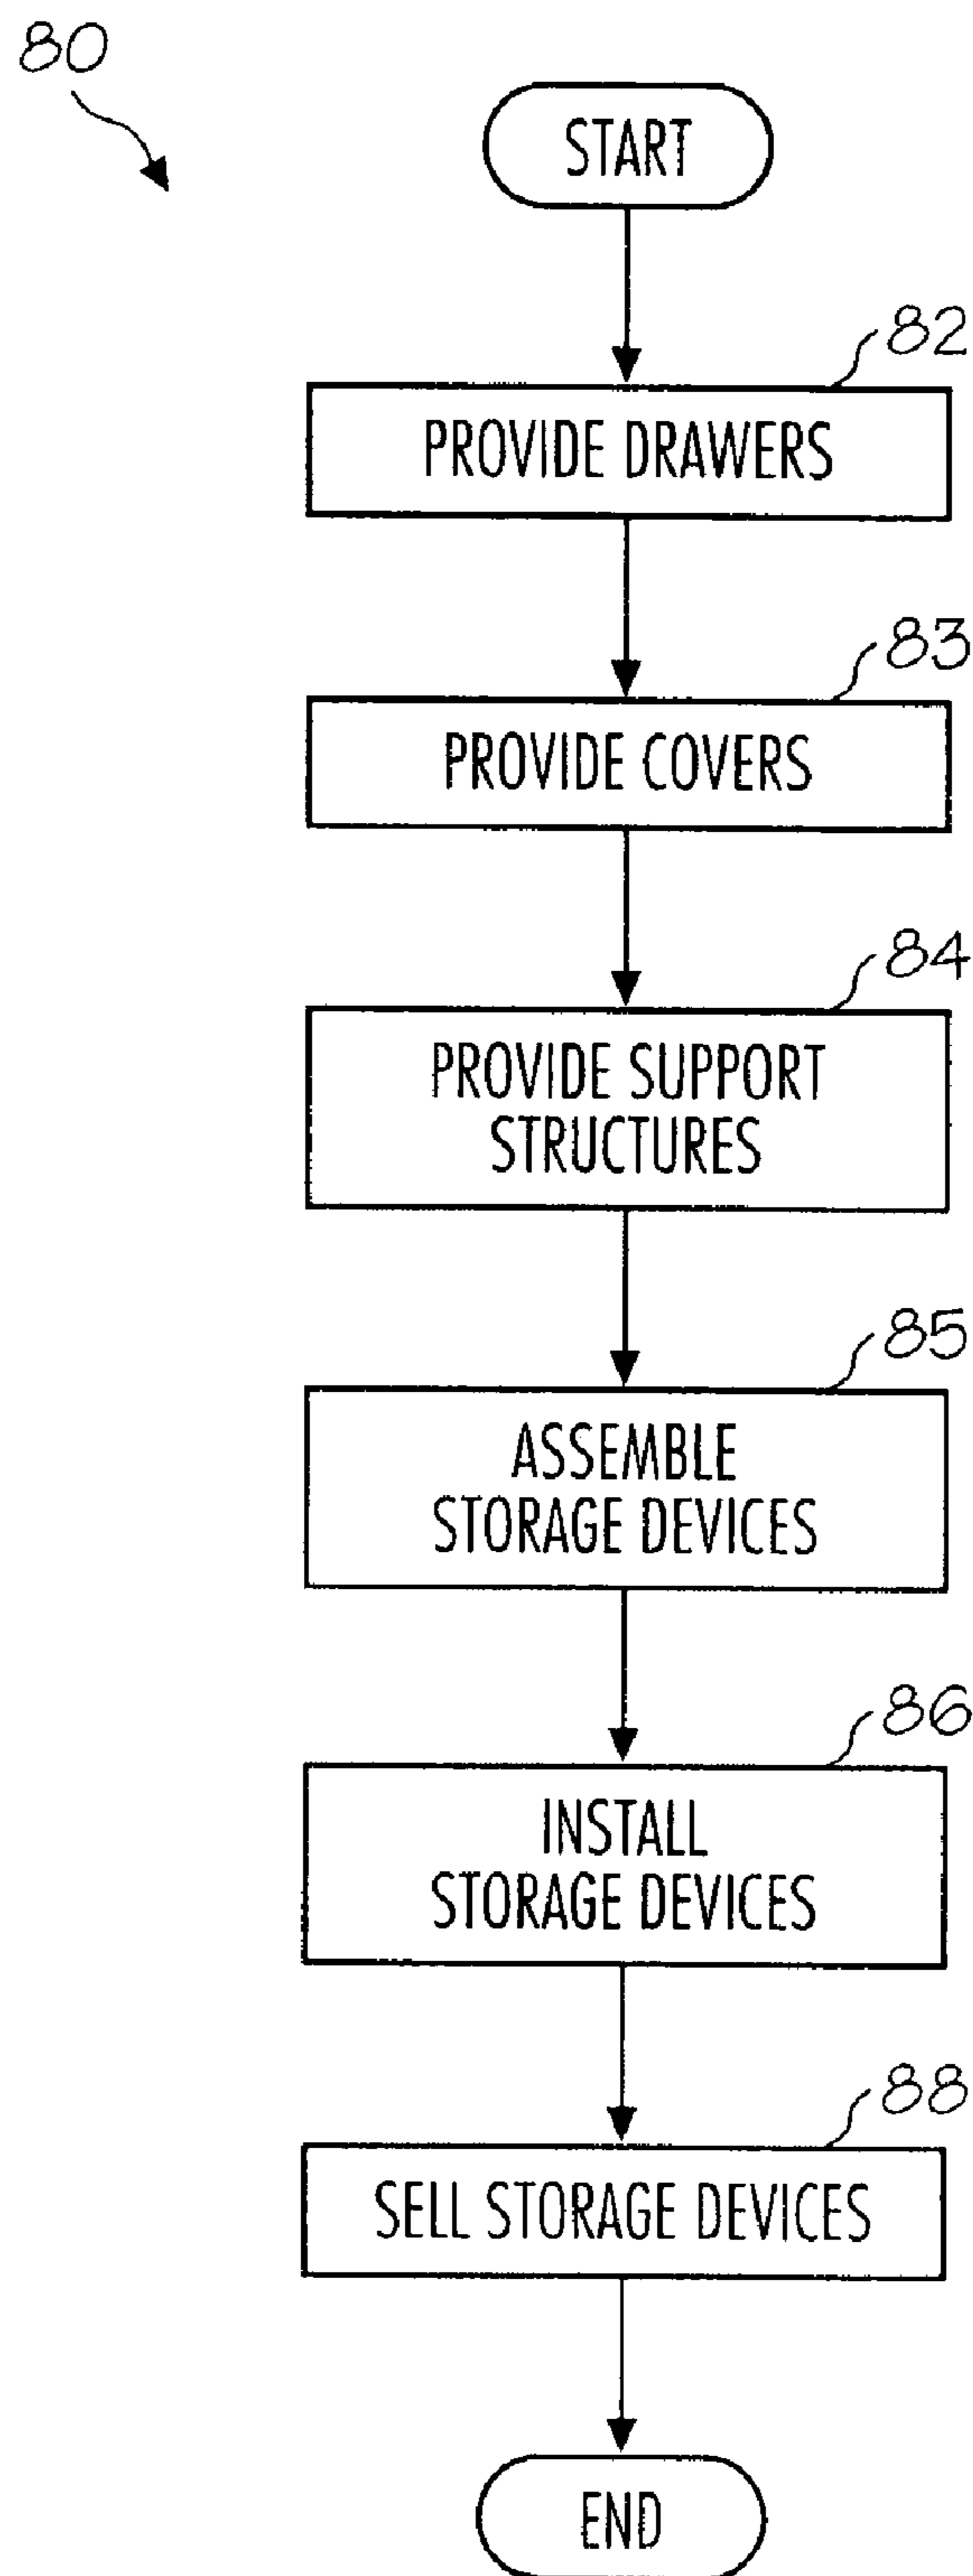 80
START
82
PROVIDE DRAWERS
83
PROVIDE COVERS
84
PROVIDE SUPPORT
STRUCTURES
85
ASSEMBLE
STORAGE DEVICES
86
INSTALL
STORAGE DEVICES
88
SELL STORAGE DEVICES
END